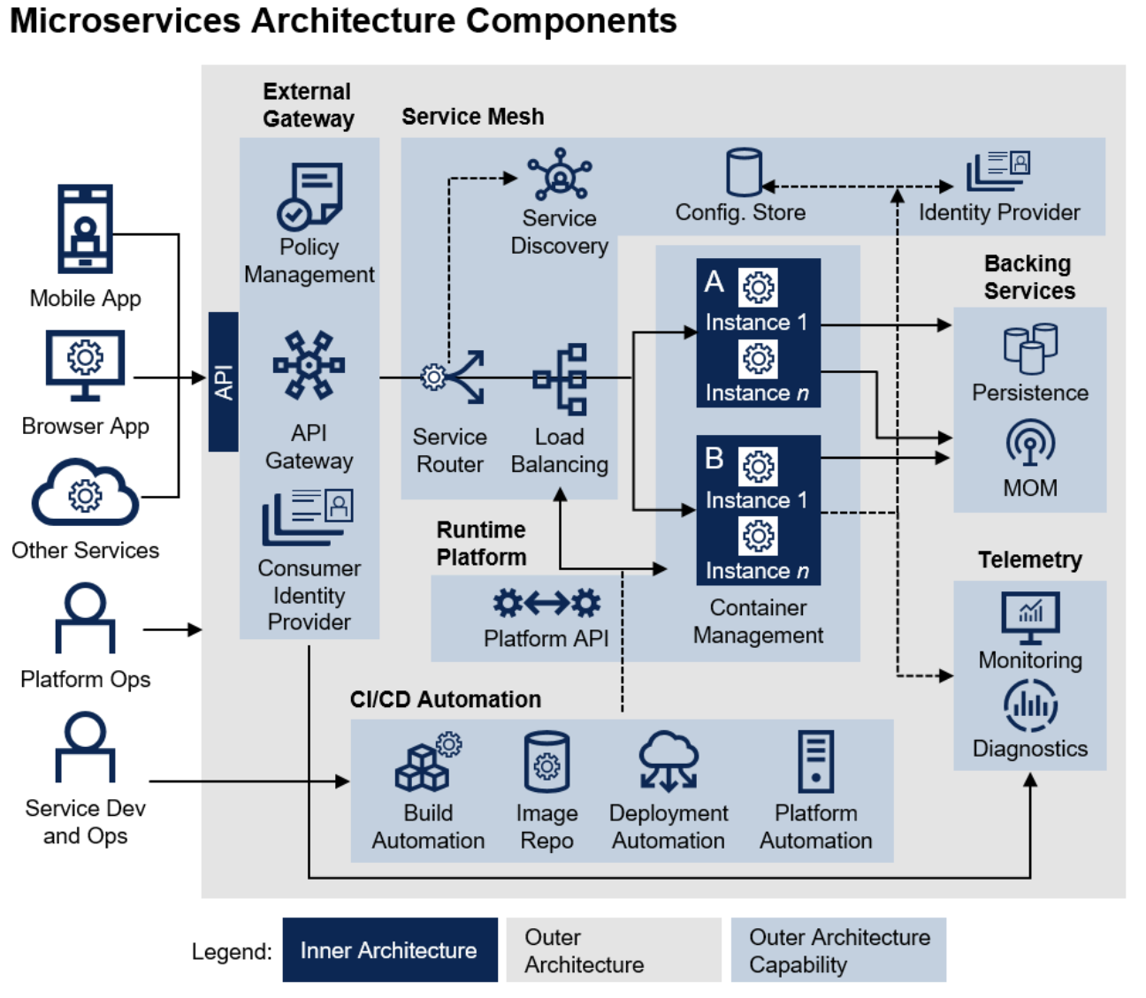 Microservices Architecture Components
External
Gateway
Service Mesh
Policy
Management
Service
Discovery
Config. Store
Identity Provider
Mobile App
Browser App
Other Services
API
API
Gateway
Consumer
Identity
Provider
Service
Router
Load
Balancing
A
Instance 1
Instance n
B
Instance 1
Instance n
Container
Management
Backing
Services
Persistence
MOM
Runtime
Platform
Platform API
Telemetry
Monitoring
Diagnostics
Platform Ops
Service Dev
and Ops
CI/CD Automation
Build
Automation
Image
Repo
Deployment
Automation
Platform
Automation
Legend:
Inner Architecture
Outer
Architecture
Outer Architecture
Capability